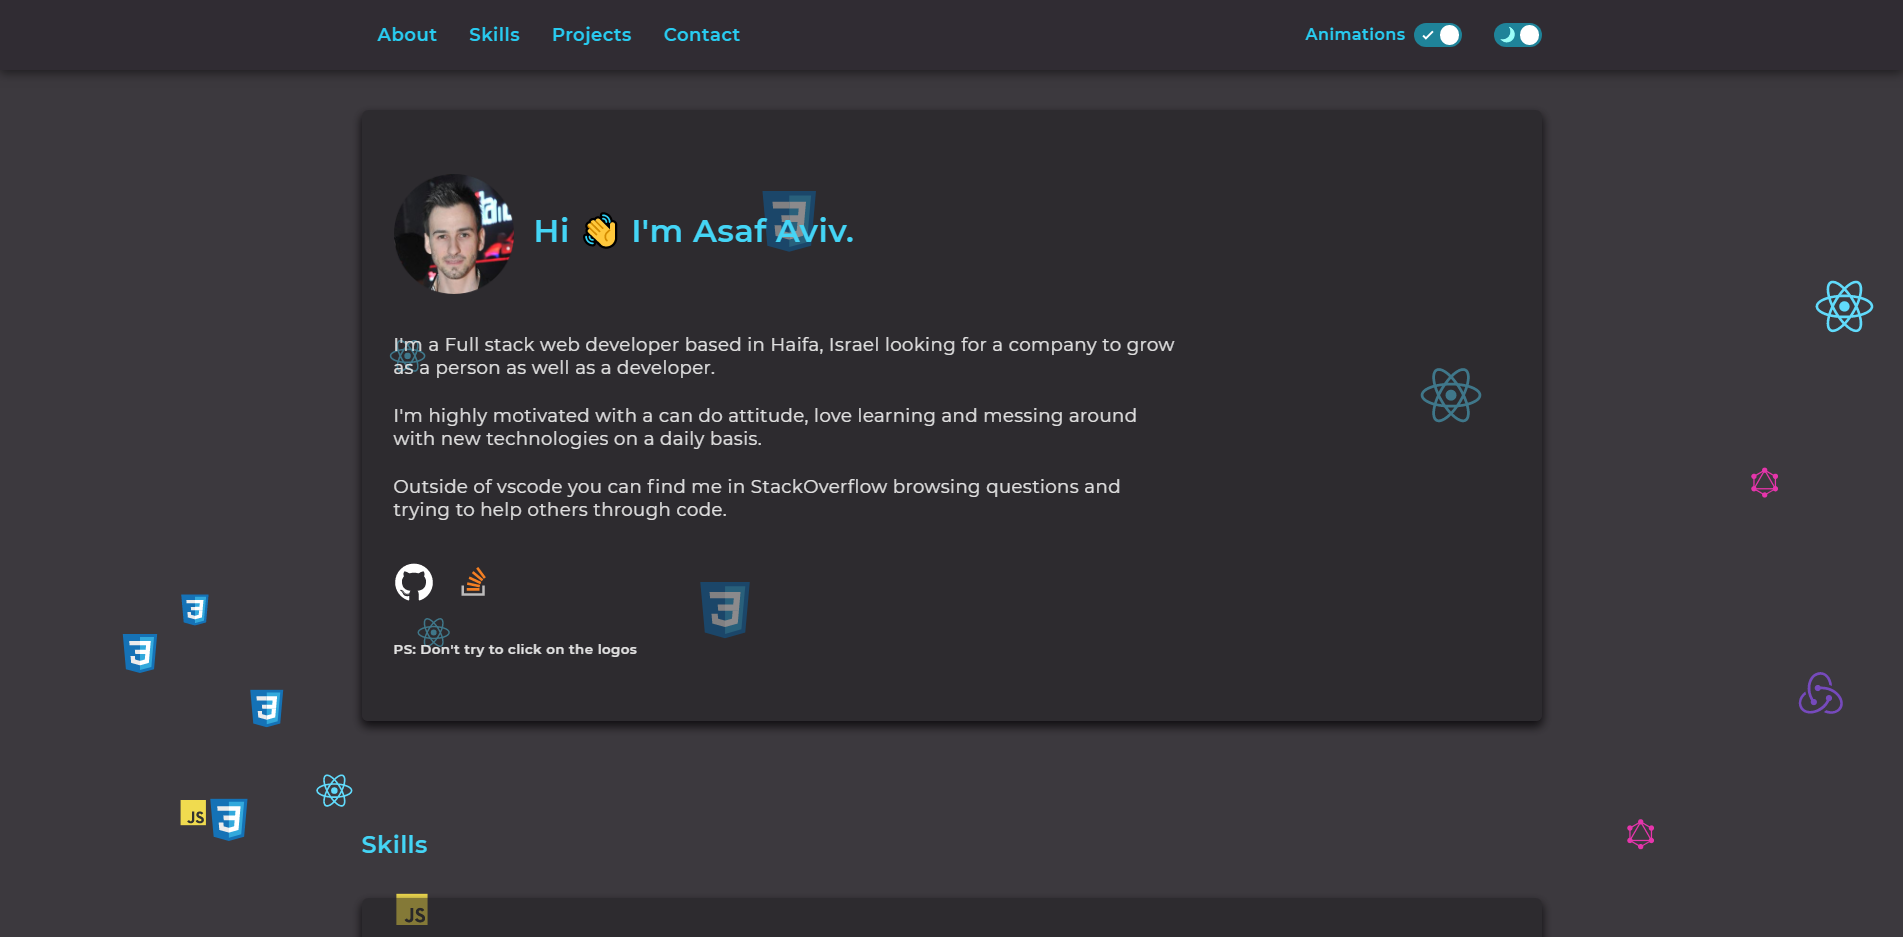 About Skills Projects Contact Animations
Hi 👋 I'm Asaf Aviv.
I'm a Full stack web developer based in Haifa, Israel looking for a company to grow
as a person as well as a developer.
I'm highly motivated with a can do attitude, love learning and messing around
with new technologies on a daily basis.
Outside of vscode you can find me in StackOverflow browsing questions and
trying to help others through code.
PS: Don't try to click on the logos
JS
Skills
JS